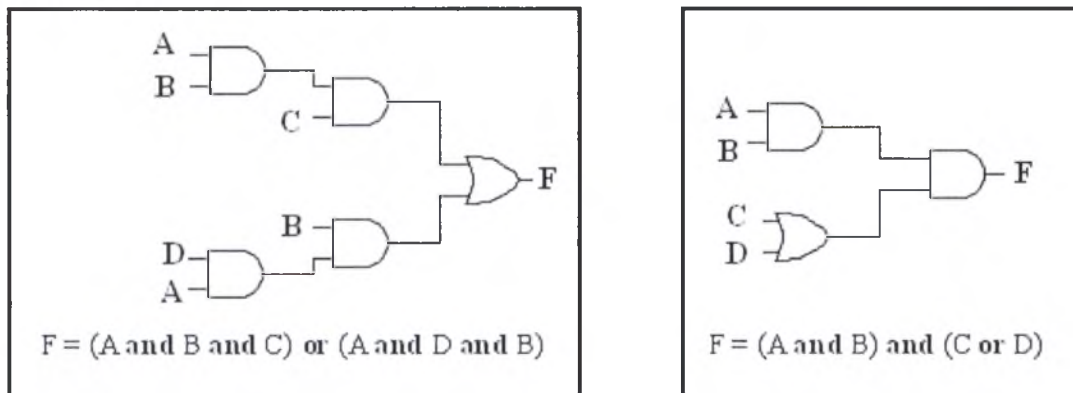 A
B
C
F
B
D
A
F = (A and B and C) or (A and D and B)
A
B
F
C
D
F = (A and B) and (C or D)